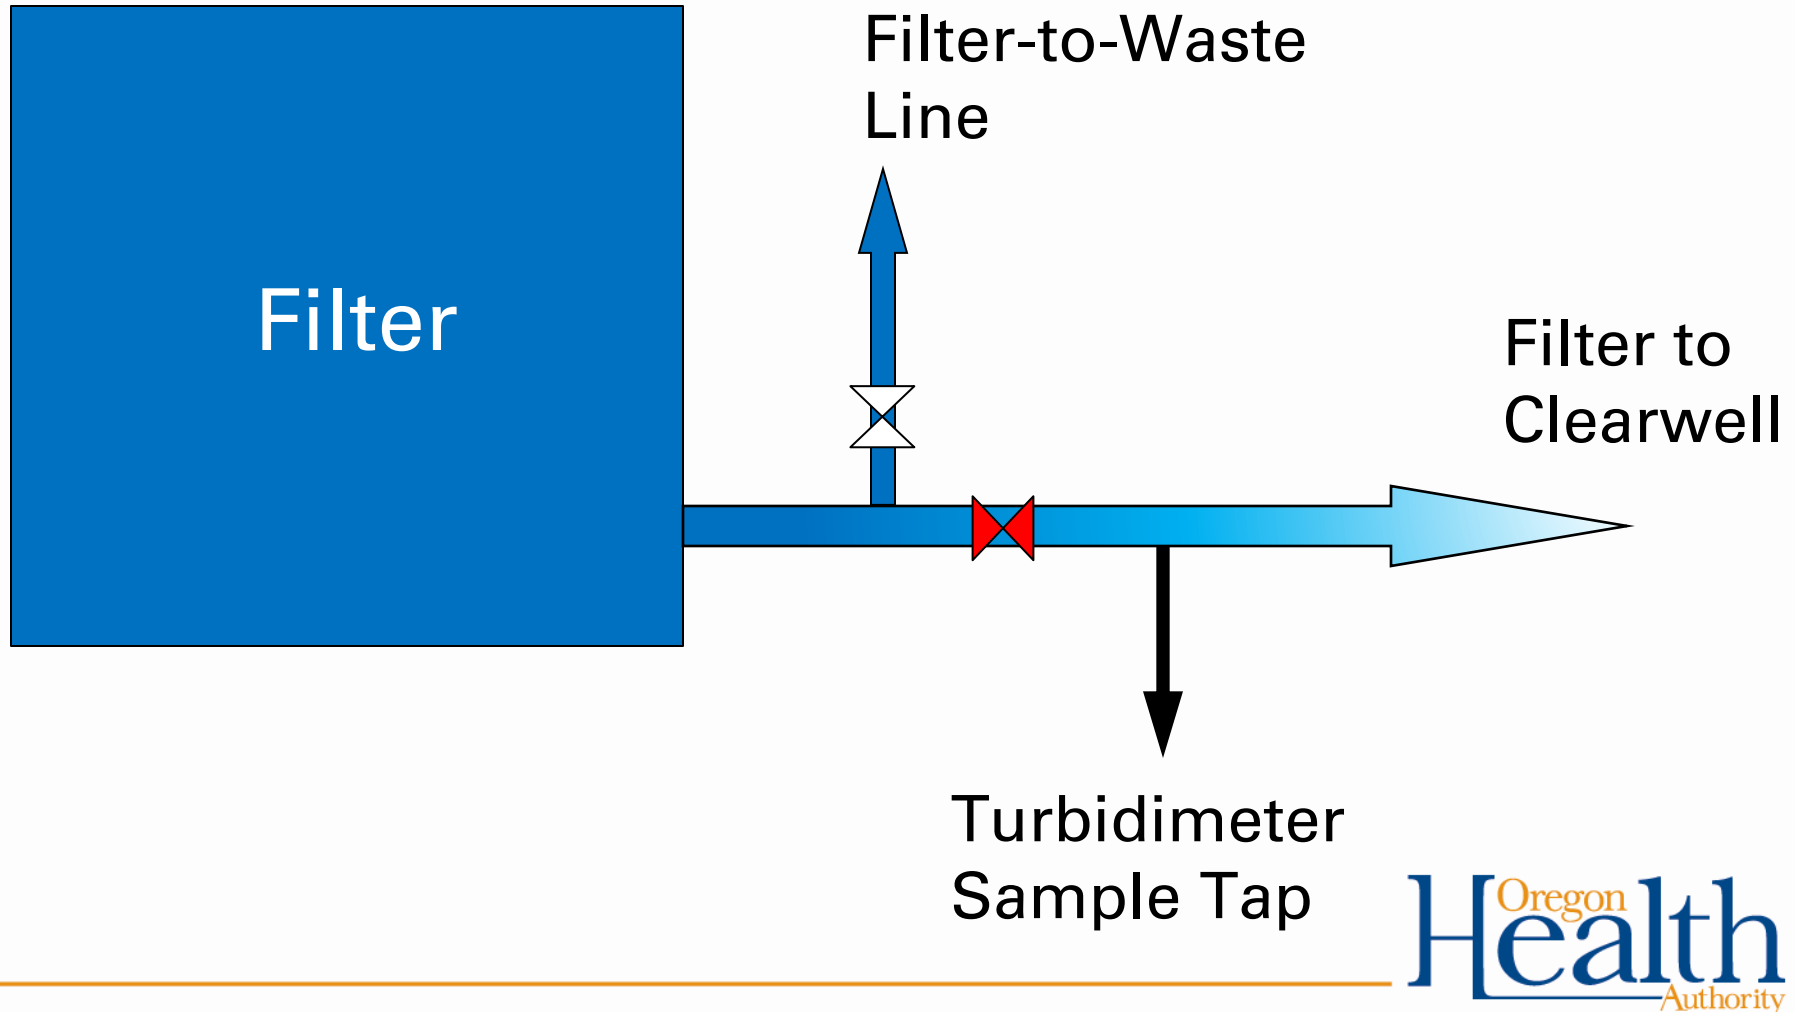 Filter-to-Waste
Line
Filter
Filter to
Clearwell
Turbidimeter
Sample Tap
Oregon
Health
Authority